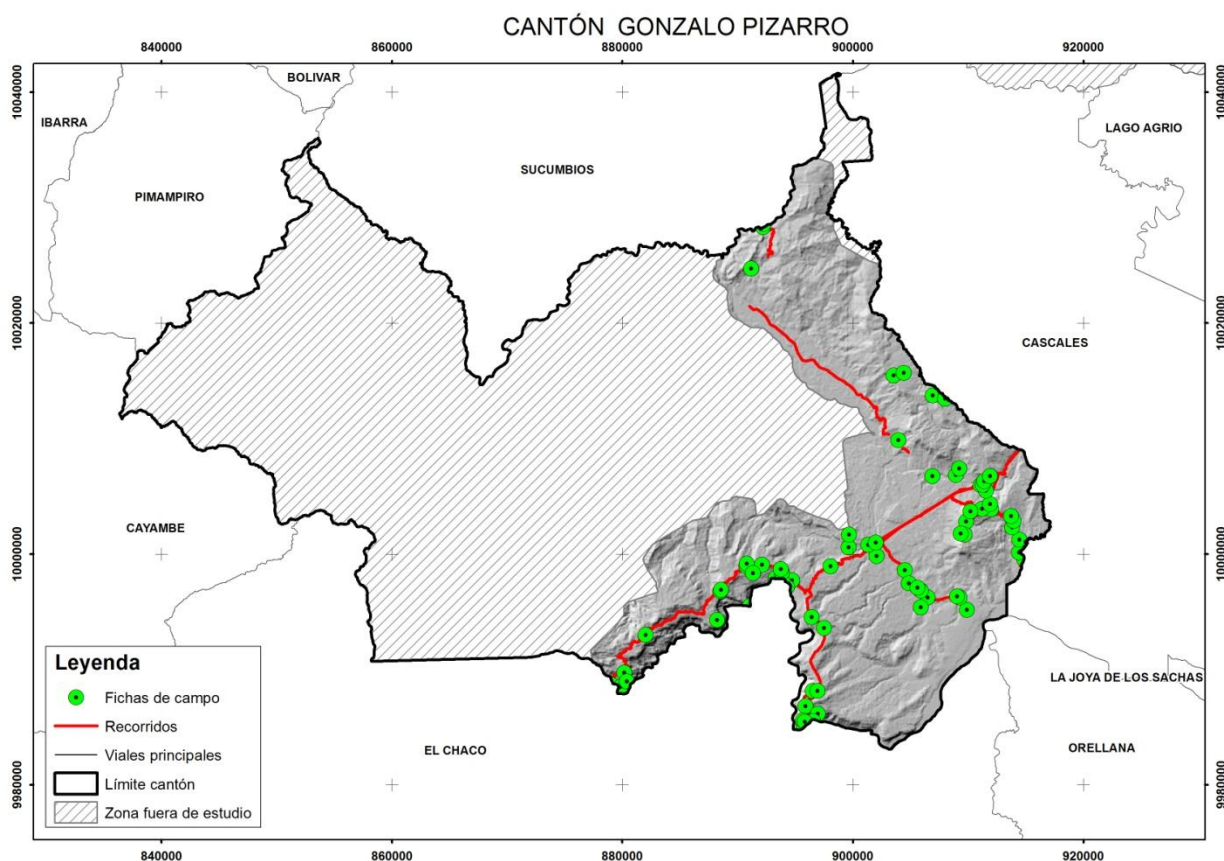 CANTÓN GONZALO PIZARRO
840000
860000
880000
900000
920000
10040000
10040000
BOLIVAR
IBARRA
LAGO AGRIO
SUCUMBIOS
PIMAMPIRO
10020000
10020000
CASCALES
CAYAMBE
10000000
10000000
LA JOYA DE LOS SACHAS
EL CHACO
ORELLANA
9980000
9980000
Leyenda
Fichas de campo
Recorridos
Viales principales
Límite cantón
Zona fuera de estudio
840000
860000
880000
900000
920000